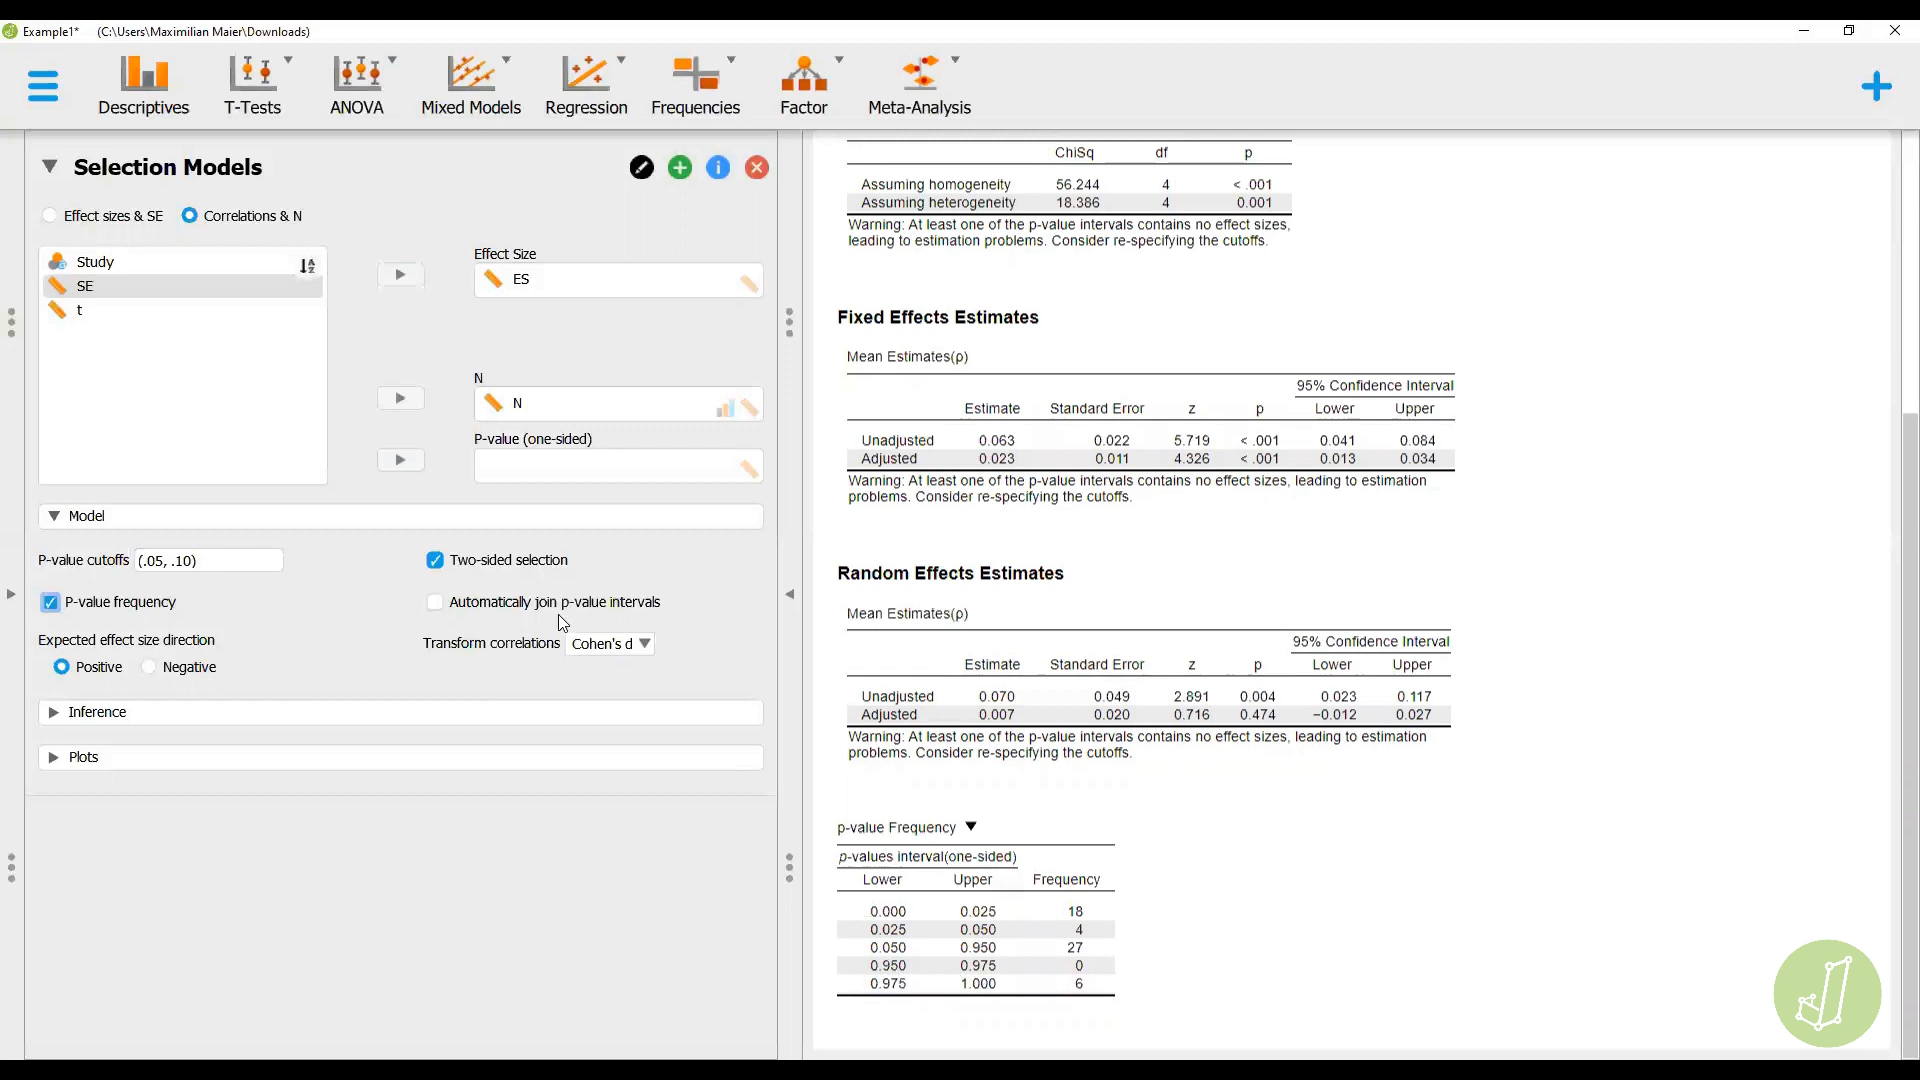 Example1* (C:\Users\Maximilian Maier\Downloads)
Descriptives T-Tests ANOVA Mixed Models Regression Frequencies Factor Meta-Analysis
Selection Models
Effect sizes & SE Correlations & N
Study
SE
t
Effect Size
ES
N
N
P-value (one-sided)
Model
P-value cutoffs (.05, .10) Two-sided selection
P-value frequency Automatically join p-value intervals
Expected effect size direction Transform correlations Cohen's d
Positive Negative
Inference
Plots
ChiSq df p
Assuming homogeneity 56.244 4 < .001
Assuming heterogeneity 18.386 4 0.001
Warning: At least one of the p-value intervals contains no effect sizes,
leading to estimation problems. Consider re-specifying the cutoffs.
Fixed Effects Estimates
Mean Estimates(ρ)
95% Confidence Interval
Estimate Standard Error z p Lower Upper
Unadjusted 0.063 0.022 5.719 < .001 0.041 0.084
Adjusted 0.023 0.011 4.326 < .001 0.013 0.034
Warning: At least one of the p-value intervals contains no effect sizes, leading to estimation
problems. Consider re-specifying the cutoffs.
Random Effects Estimates
Mean Estimates(ρ)
95% Confidence Interval
Estimate Standard Error z p Lower Upper
Unadjusted 0.070 0.049 2.891 0.004 0.023 0.117
Adjusted 0.007 0.020 0.716 0.474 −0.012 0.027
Warning: At least one of the p-value intervals contains no effect sizes, leading to estimation
problems. Consider re-specifying the cutoffs.
p-value Frequency
p-values interval(one-sided)
Lower Upper Frequency
0.000 0.025 18
0.025 0.050 4
0.050 0.950 27
0.950 0.975 0
0.975 1.000 6